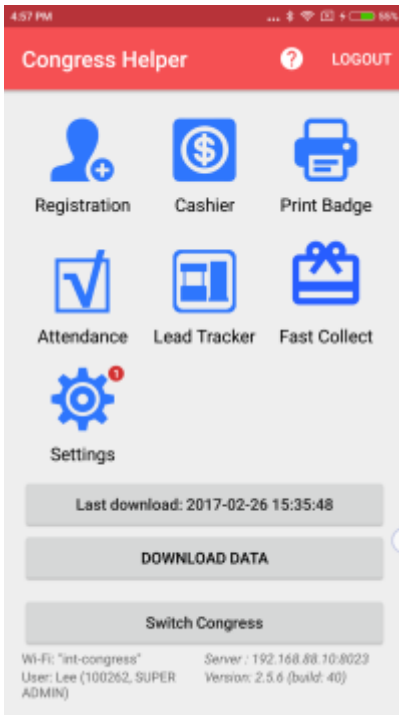 4:57 PM ... 55%
Congress Helper ? LOGOUT
Registration Cashier Print Badge
Attendance Lead Tracker Fast Collect
1
Settings
Last download: 2017-02-26 15:35:48
DOWNLOAD DATA
Switch Congress
Wi-Fi: "int-congress" Server : 192.168.88.10:8023
User: Lee (100262, SUPER Version: 2.5.6 (build: 40)
ADMIN)